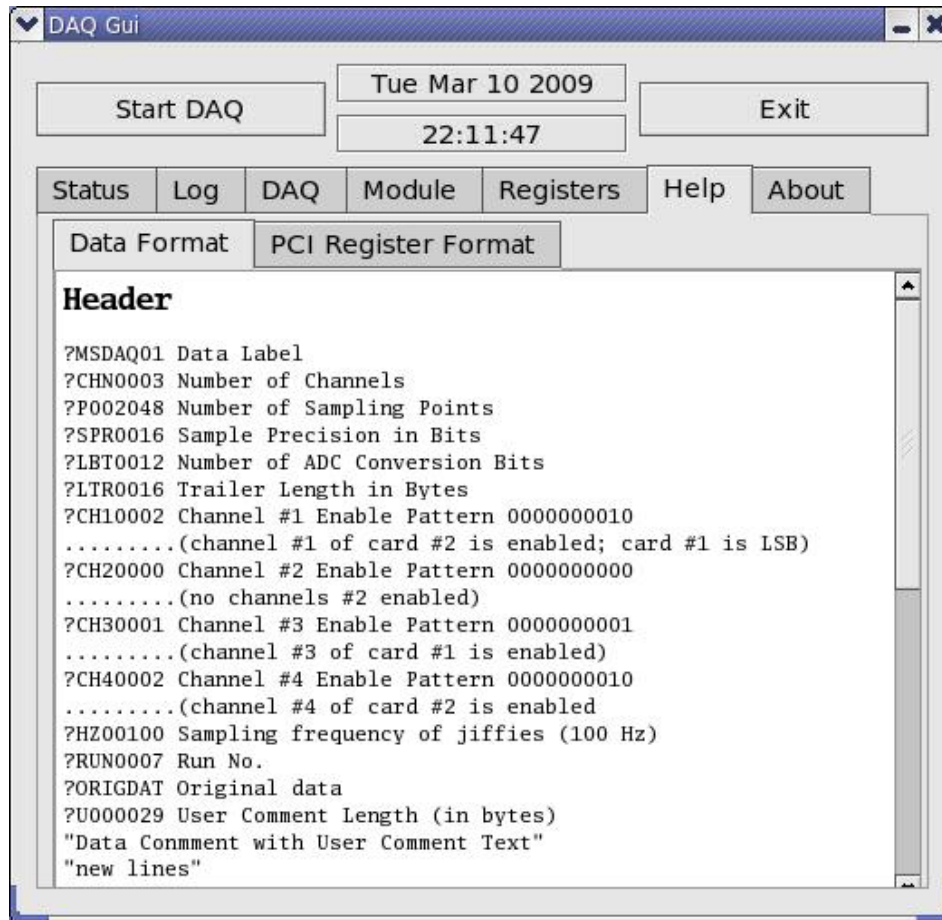 DAQ Gui
Start DAQ
Tue Mar 10 2009
22:11:47
Exit
Status Log DAQ Module Registers Help About
Data Format PCI Register Format
Header
?MSDAQ01 Data Label
?CHN0003 Number of Channels
?P002048 Number of Sampling Points
?SPR0016 Sample Precision in Bits
?LBT0012 Number of ADC Conversion Bits
?LTR0016 Trailer Length in Bytes
?CH10002 Channel #1 Enable Pattern 0000000010
.........(channel #1 of card #2 is enabled; card #1 is LSB)
?CH20000 Channel #2 Enable Pattern 0000000000
.........(no channels #2 enabled)
?CH30001 Channel #3 Enable Pattern 0000000001
.........(channel #3 of card #1 is enabled)
?CH40002 Channel #4 Enable Pattern 0000000010
.........(channel #4 of card #2 is enabled
?HZ00100 Sampling frequency of jiffies (100 Hz)
?RUN0007 Run No.
?ORIGDAT Original data
?U000029 User Comment Length (in bytes)
"Data Conmment with User Comment Text"
"new lines"